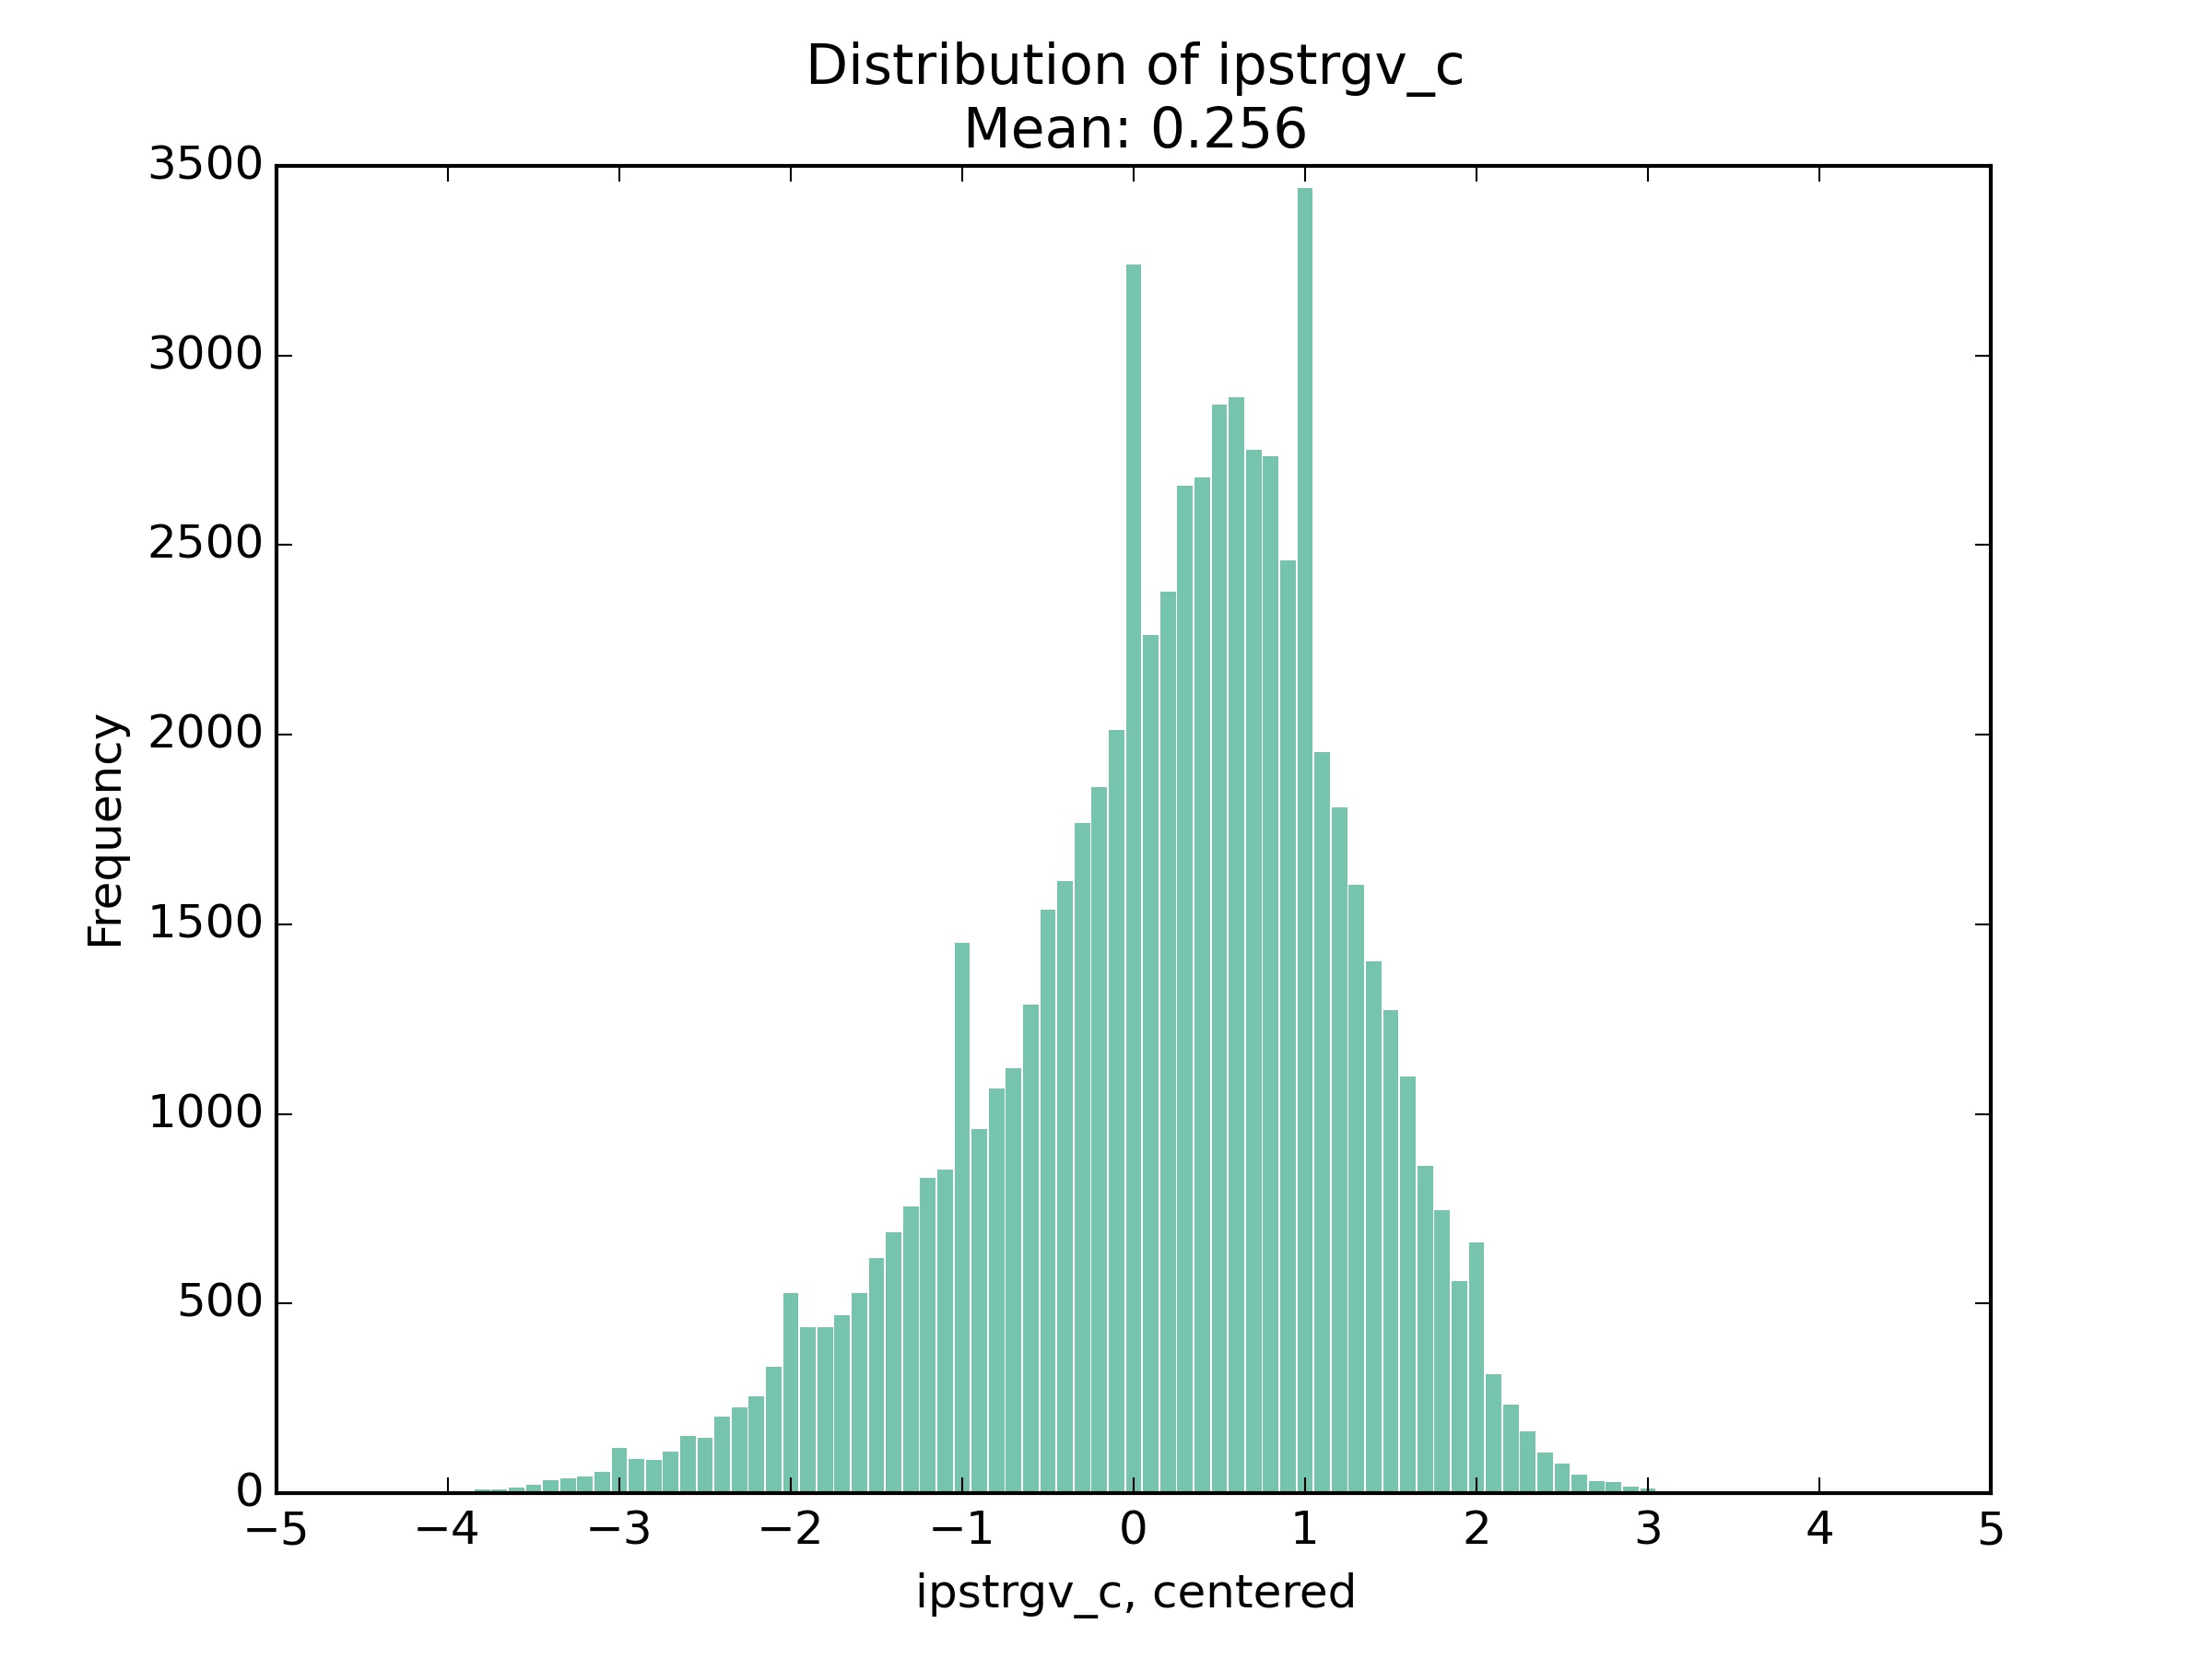 Distribution of ipstrgv_c
Mean: 0.256
3500
3000
2500
2000
1500
1000
500
0
Frequency
−5 −4 −3 −2 −1 0 1 2 3 4 5
ipstrgv_c, centered